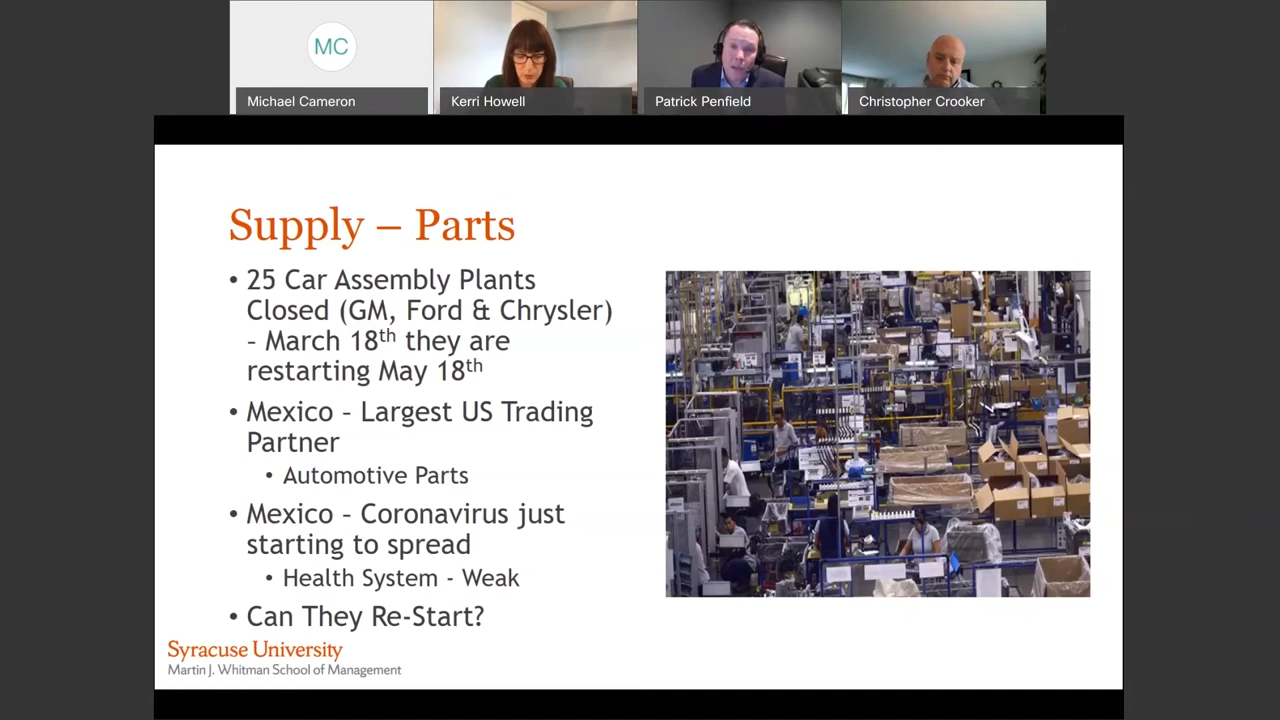 MC
Michael Cameron
Kerri Howell
Patrick Penfield
Christopher Crooker
Supply – Parts
• 25 Car Assembly Plants
Closed (GM, Ford & Chrysler)
– March 18th they are
restarting May 18th
• Mexico – Largest US Trading
Partner
• Automotive Parts
• Mexico – Coronavirus just
starting to spread
• Health System - Weak
• Can They Re-Start?
Syracuse University
Martin J. Whitman School of Management